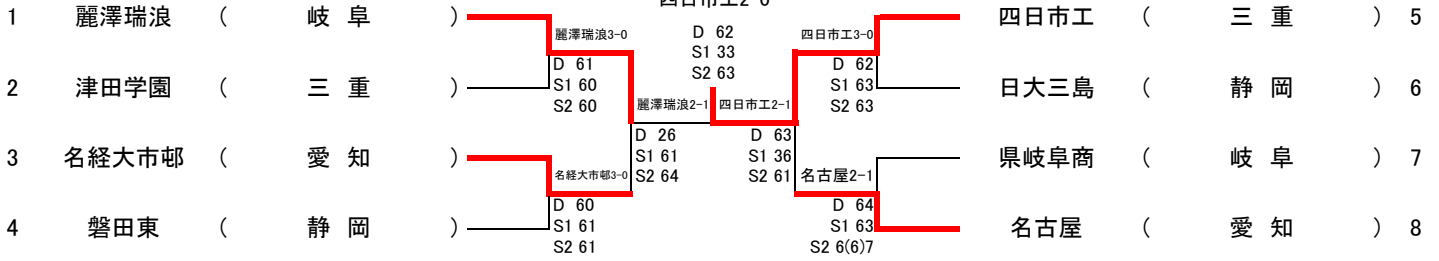 四日市工2-0
1 麗澤瑞浪 ( 岐 阜 )
2 津田学園 ( 三 重 )
3 名経大市邨 ( 愛 知 )
4 磐田東 ( 静 岡 )
麗澤瑞浪3-0
D 61
S1 60
S2 60
名経大市邨3-0
D 60
S1 61
S2 61
麗澤瑞浪2-1
D 26
S1 61
S2 64
D 62
S1 33
S2 63
四日市工2-1
D 63
S1 36
S2 61
四日市工3-0
D 62
S1 63
S2 63
名古屋2-1
D 64
S1 63
S2 6(6)7
四日市工 ( 三 重 ) 5
日大三島 ( 静 岡 ) 6
県岐阜商 ( 岐 阜 ) 7
名古屋 ( 愛 知 ) 8